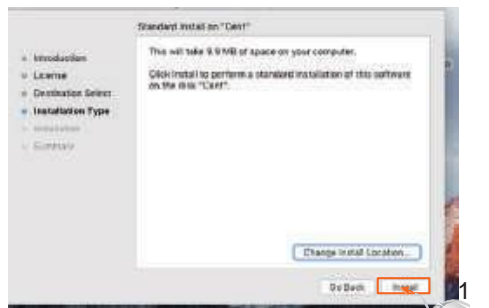 Standard Install on "Cent"
Introduction
License
Destination Select
Installation Type
Installation
Summary
This will take 9.9 MB of space on your computer.
Click Install to perform a standard installation of this software
on the disk "Cent".
Change Install Location...
Go Back
Install
1